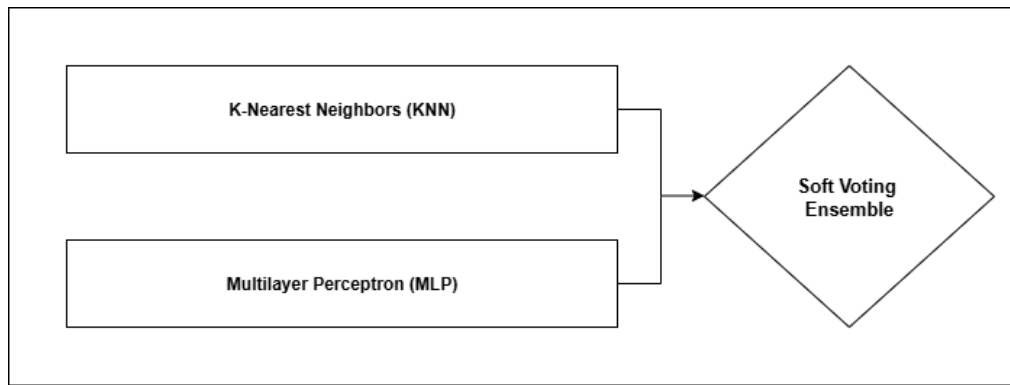 K-Nearest Neighbors (KNN)
Soft Voting
Ensemble
Multilayer Perceptron (MLP)